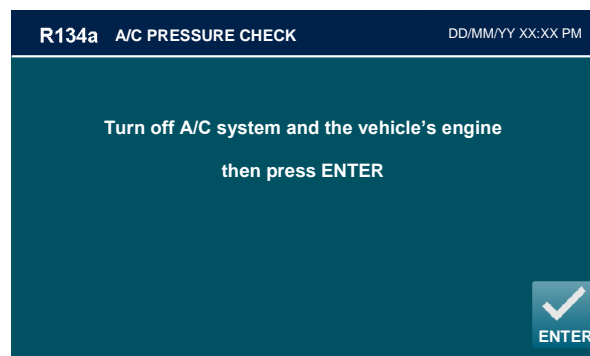 R134a A/C PRESSURE CHECK DD/MM/YY XX:XX PM
Turn off A/C system and the vehicle’s engine
then press ENTER
ENTER